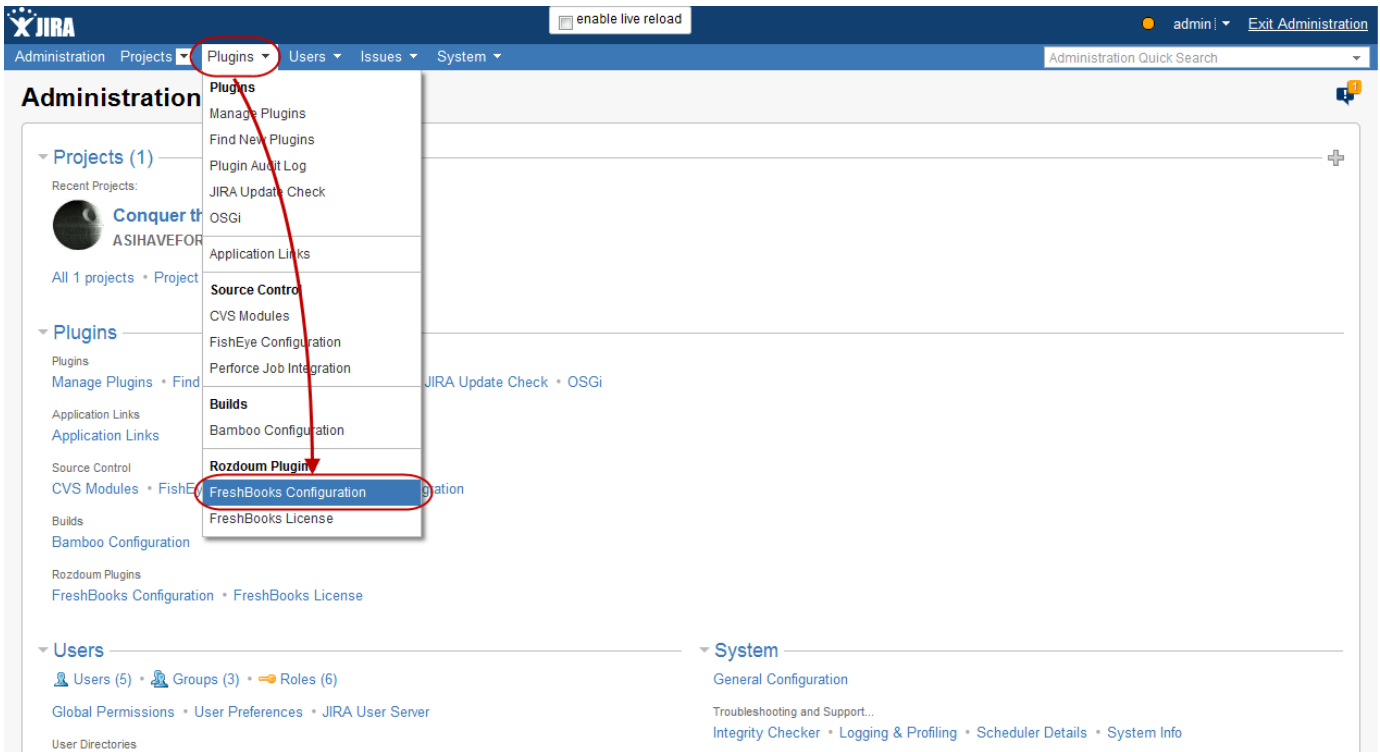 JIRA
enable live reload
admin
Exit Administration
Administration Projects Plugins Users Issues System
Administration Quick Search
Administration
1
Plugins
Manage Plugins
Find New Plugins
Plugin Audit Log
JIRA Update Check
OSGi
Application Links
Source Control
CVS Modules
FishEye Configuration
Perforce Job Integration
Builds
Bamboo Configuration
Rozdoum Plugins
FreshBooks Configuration
FreshBooks License
Projects (1)
Recent Projects:
Conquer th
ASIHAVEFOR
All 1 projects • Project
Plugins
Plugins
Manage Plugins • Find JIRA Update Check • OSGi
Application Links
Application Links
Source Control
CVS Modules • FishEy gration
Builds
Bamboo Configuration
Rozdoum Plugins
FreshBooks Configuration • FreshBooks License
Users
Users (5) • Groups (3) • Roles (6)
Global Permissions • User Preferences • JIRA User Server
User Directories
System
General Configuration
Troubleshooting and Support...
Integrity Checker • Logging & Profiling • Scheduler Details • System Info